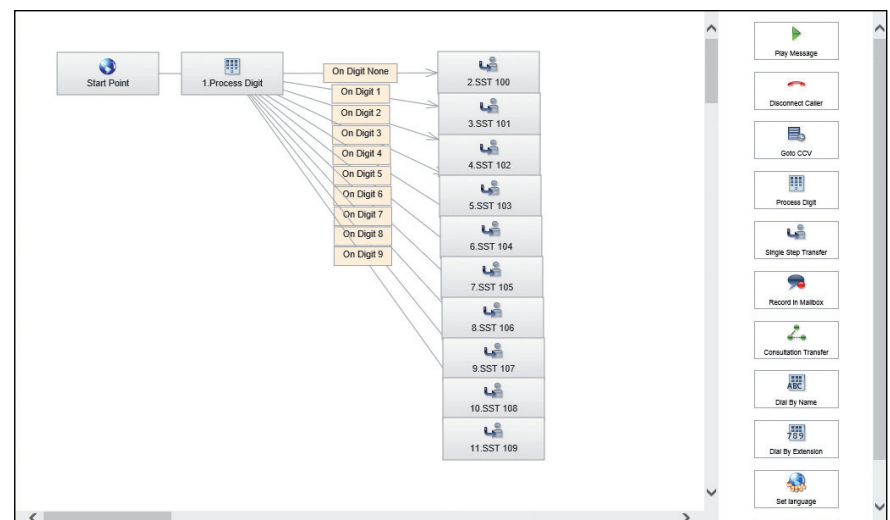 Start Point
1.Process Digit
On Digit None
On Digit 1
On Digit 2
On Digit 3
On Digit 4
On Digit 5
On Digit 6
On Digit 7
On Digit 8
On Digit 9
2.SST 100
3.SST 101
4.SST 102
5.SST 103
6.SST 104
7.SST 105
8.SST 106
9.SST 107
10.SST 108
11.SST 109
Play Message
Disconnect Caller
Goto CCV
Process Digit
Single Step Transfer
Record In Mailbox
Consultation Transfer
ABC
Dial By Name
789
Dial By Extension
Set language